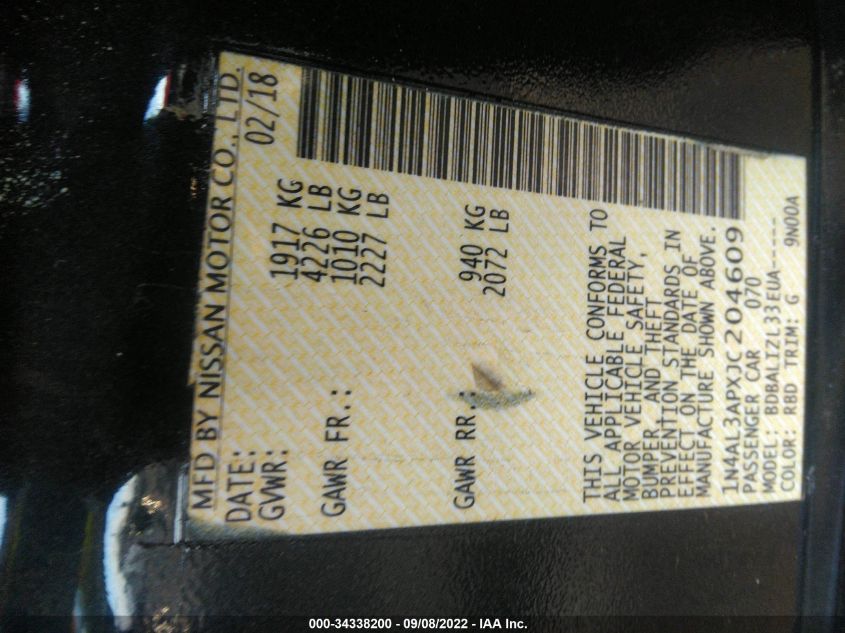 MFD BY NISSAN MOTOR CO., LTD.
DATE: 02/18
GVWR: 1917 KG
4226 LB
GAWR FR.: 1010 KG
2227 LB
GAWR RR. 940 KG
2072 LB
THIS VEHICLE CONFORMS TO
ALL APPLICABLE FEDERAL
MOTOR VEHICLE SAFETY,
BUMPER, AND THEFT
PREVENTION STANDARDS IN
EFFECT ON THE DATE OF
MANUFACTURE SHOWN ABOVE.
1N4AL3APXJC204609
PASSENGER CAR 070
MODEL: BDBALIZL33EUA-----
COLOR: RBD TRIM: G 9N00A
000-34338200 - 09/08/2022 - IAA Inc.